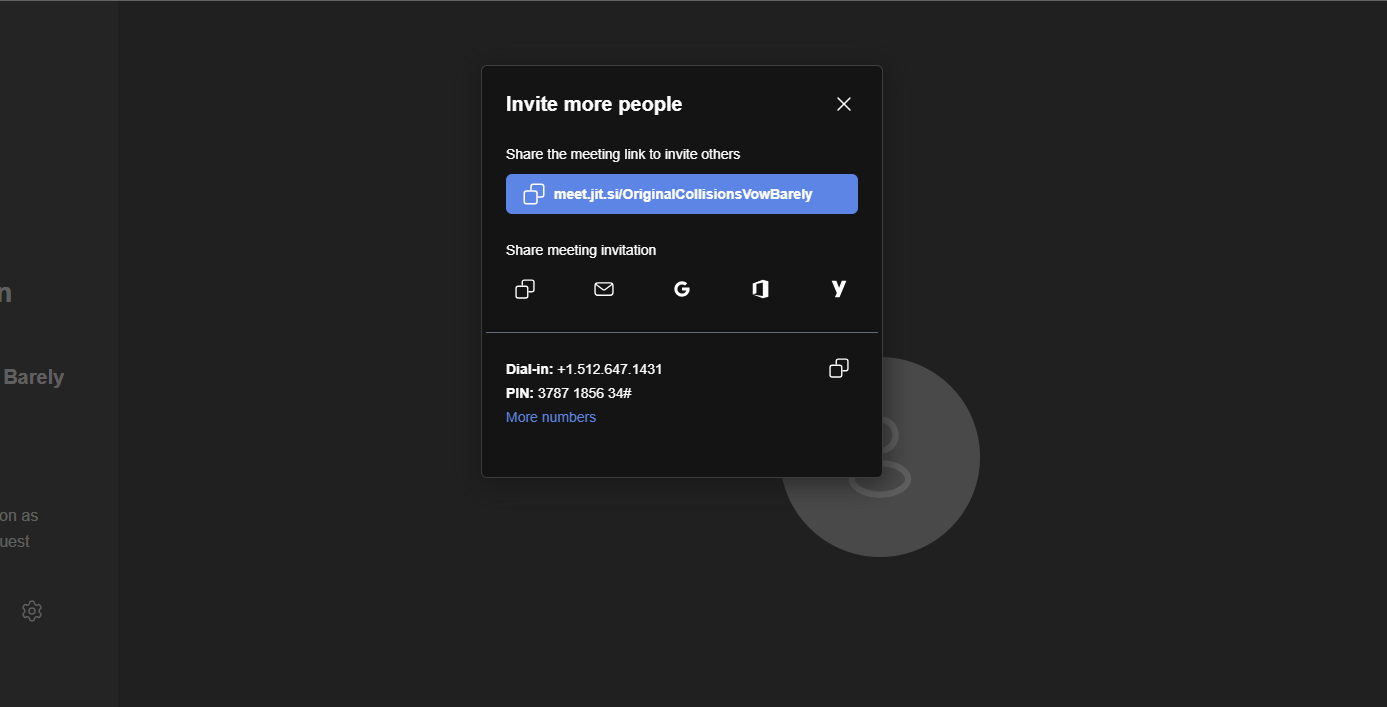 Invite more people
Share the meeting link to invite others
meet.jit.si/OriginalCollisionsVowBarely
Share meeting invitation
Dial-in: +1.512.647.1431
PIN: 3787 1856 34#
More numbers
n
Barely
on as
uest